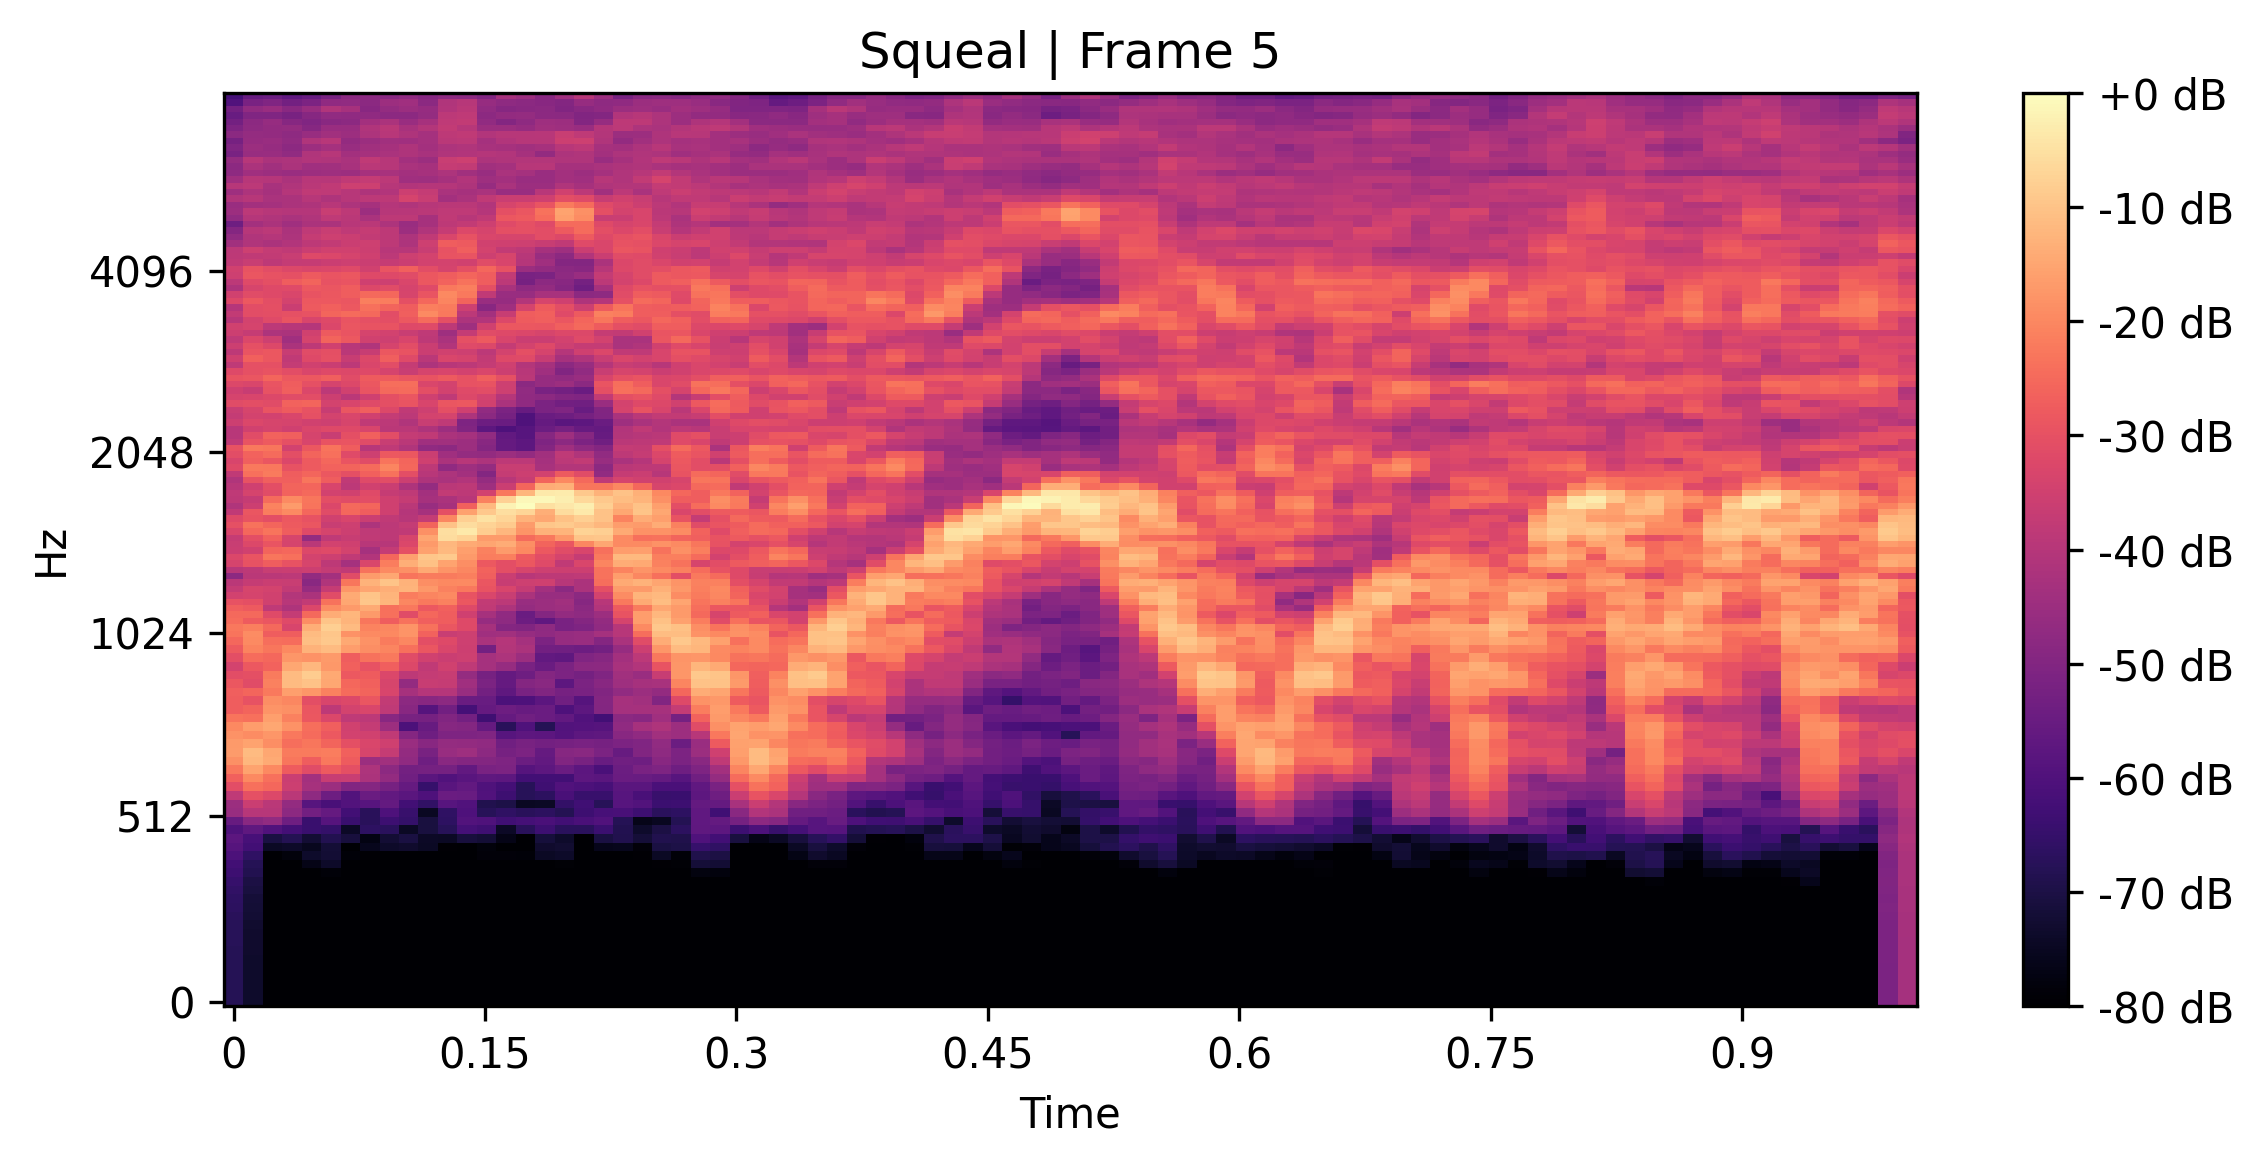 Squeal | Frame 5
Hz
4096
2048
1024
512
0
0 0.15 0.3 0.45 0.6 0.75 0.9
Time
+0 dB
-10 dB
-20 dB
-30 dB
-40 dB
-50 dB
-60 dB
-70 dB
-80 dB